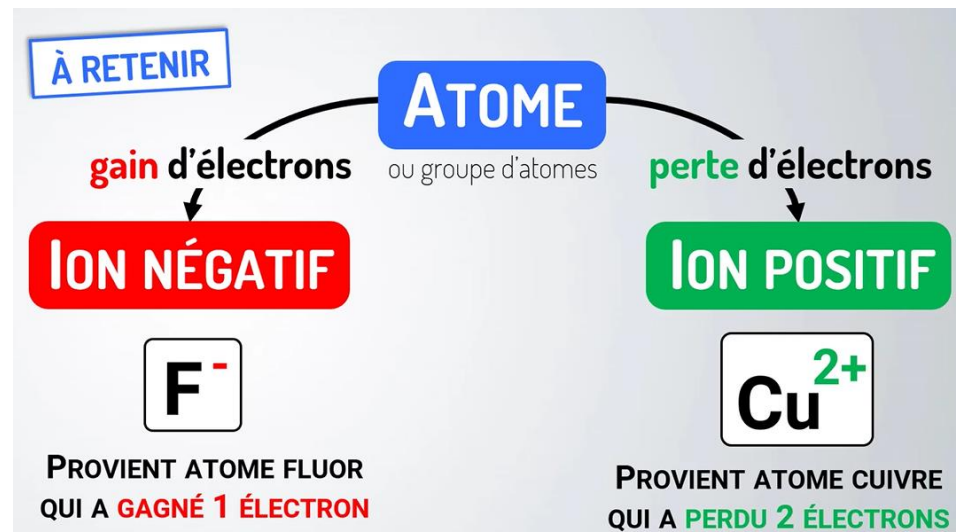 À RETENIR
ATOME
ou groupe d'atomes
gain d'électrons
ION NÉGATIF
F⁻
PROVIENT ATOME FLUOR
QUI A GAGNÉ 1 ÉLECTRON
perte d'électrons
ION POSITIF
Cu²⁺
PROVIENT ATOME CUIVRE
QUI A PERDU 2 ÉLECTRONS